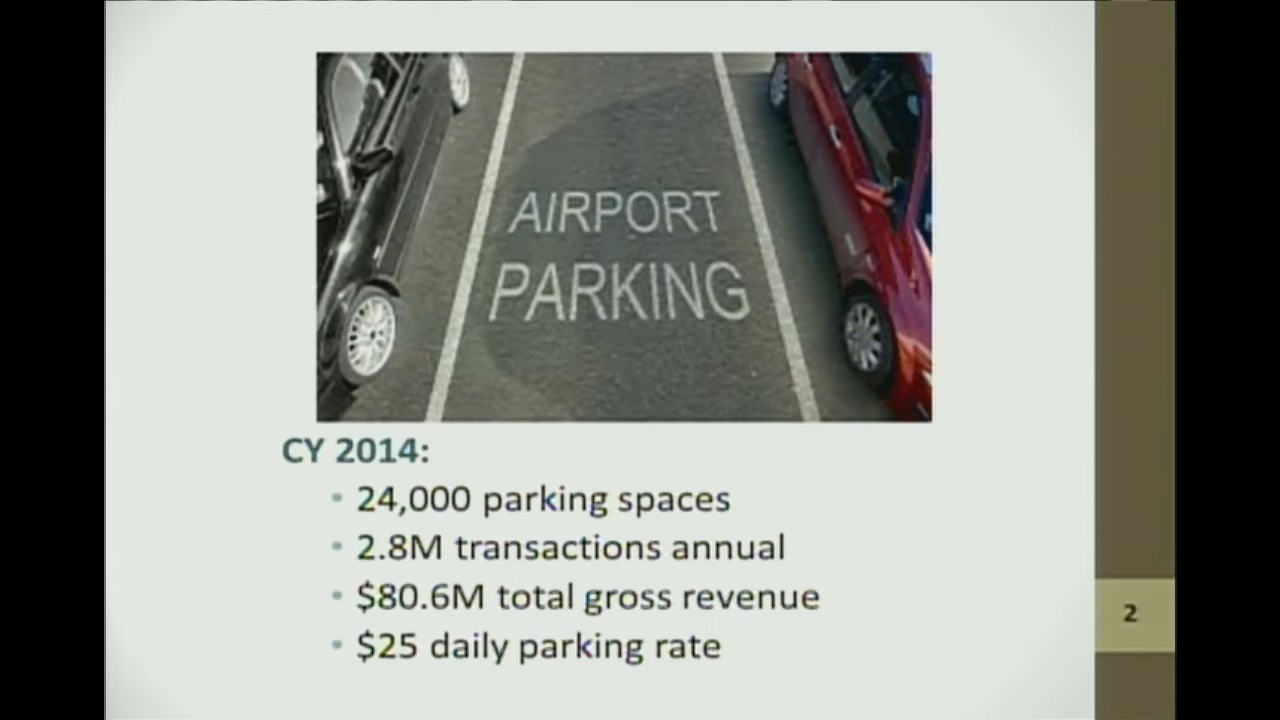 AIRPORT
PARKING
CY 2014:
• 24,000 parking spaces
• 2.8M transactions annual
• $80.6M total gross revenue
• $25 daily parking rate
2